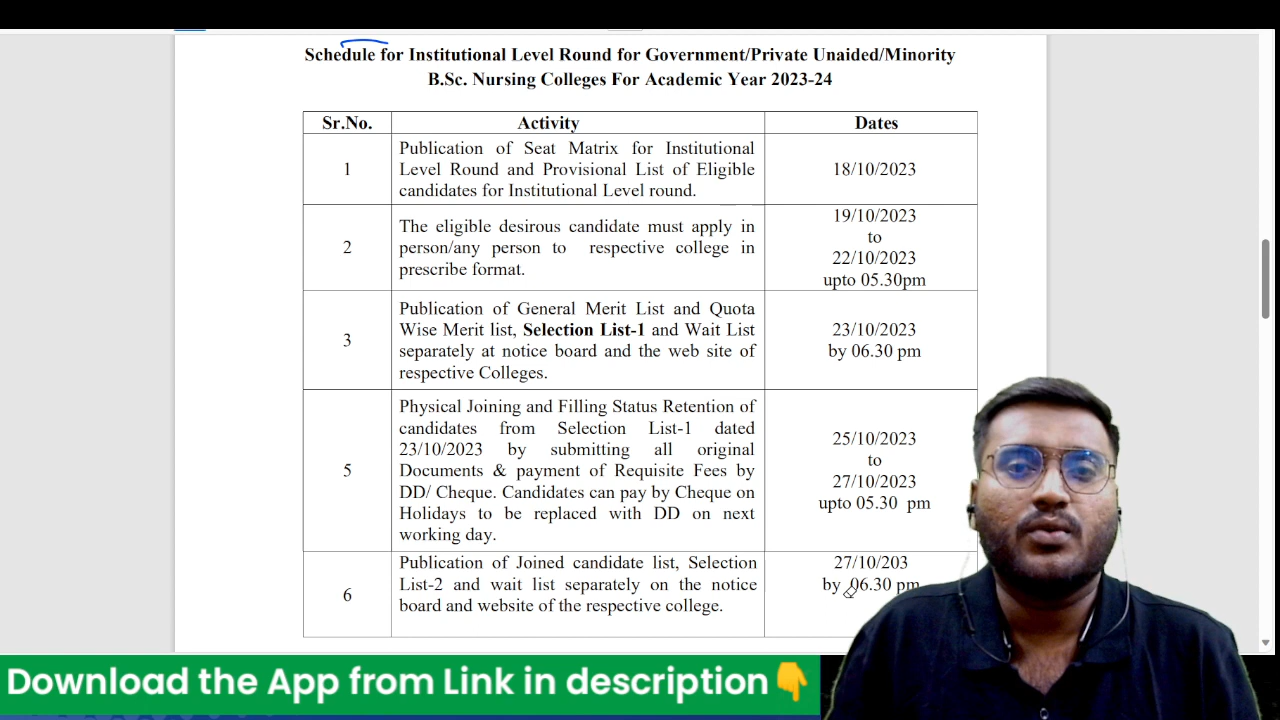 Schedule for Institutional Level Round for Government/Private Unaided/Minority
B.Sc. Nursing Colleges For Academic Year 2023-24
Sr.No. Activity Dates
1
Publication of Seat Matrix for Institutional
Level Round and Provisional List of Eligible
candidates for Institutional Level round.
18/10/2023
2
The eligible desirous candidate must apply in
person/any person to respective college in
prescribe format.
19/10/2023
to
22/10/2023
upto 05.30pm
3
Publication of General Merit List and Quota
Wise Merit list, Selection List-1 and Wait List
separately at notice board and the web site of
respective Colleges.
23/10/2023
by 06.30 pm
5
Physical Joining and Filling Status Retention of
candidates from Selection List-1 dated
23/10/2023 by submitting all original
Documents & payment of Requisite Fees by
DD/ Cheque. Candidates can pay by Cheque on
Holidays to be replaced with DD on next
working day.
25/10/2023
to
27/10/2023
upto 05.30 pm
6
Publication of Joined candidate list, Selection
List-2 and wait list separately on the notice
board and website of the respective college.
27/10/203
by 06.30 pm
Download the App from Link in description